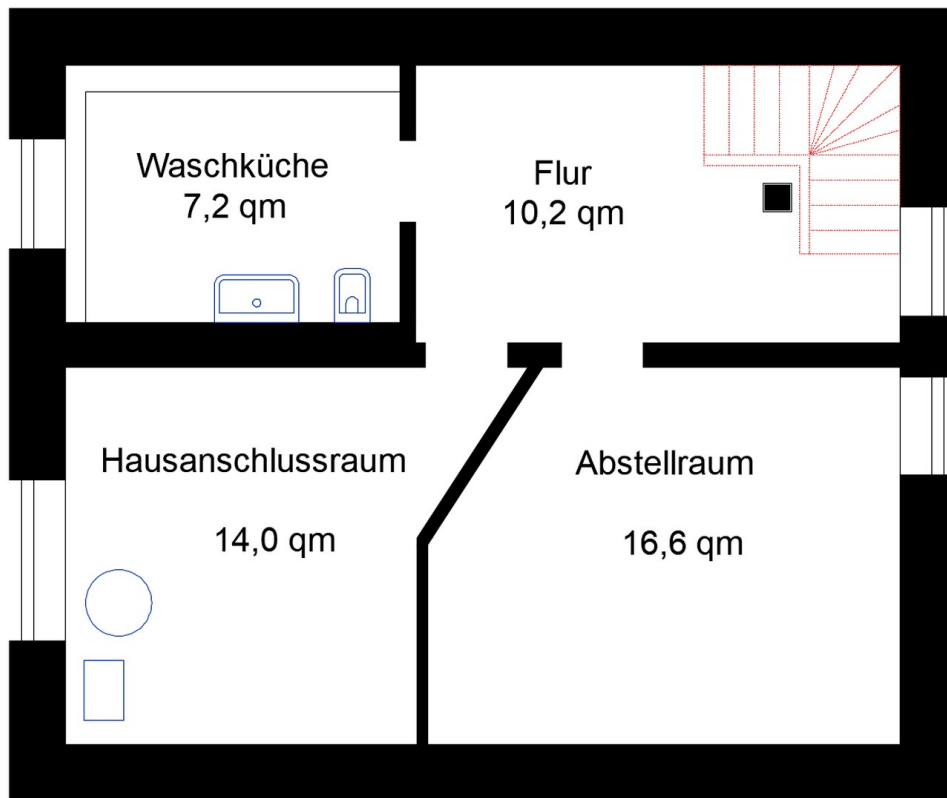 Waschküche
7,2 qm
Flur
10,2 qm
Hausanschlussraum
14,0 qm
Abstellraum
16,6 qm